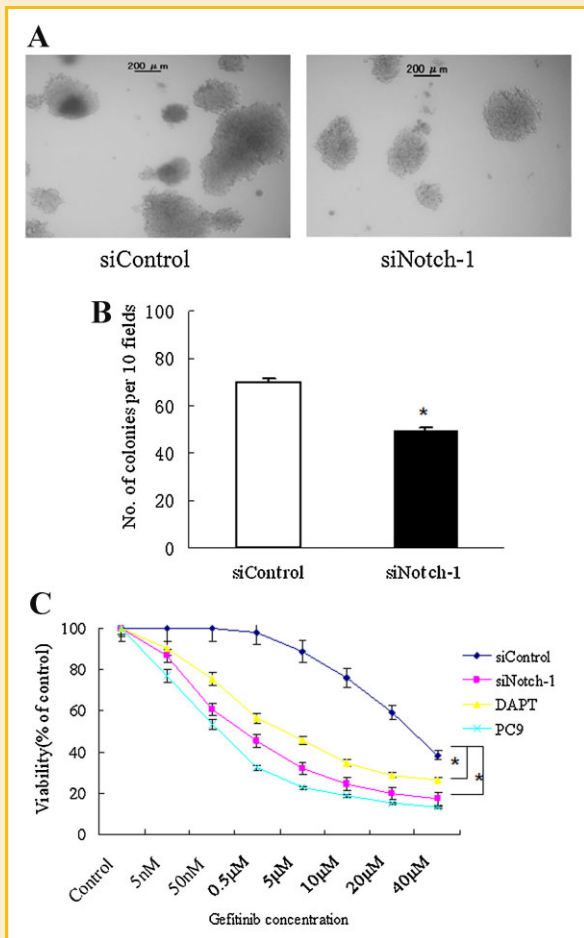 A
200 μm
200 μm
siControl
siNotch-1
B
No. of colonies per 10 fields
100
80
60
40
20
0
*
siControl
siNotch-1
C
Viability(% of control)
100
80
60
40
20
0
siControl
siNotch-1
DAPT
PC9
*
*
Control
5nM
50nM
0.5μM
5μM
10μM
20μM
40μM
Gefitinib concentration